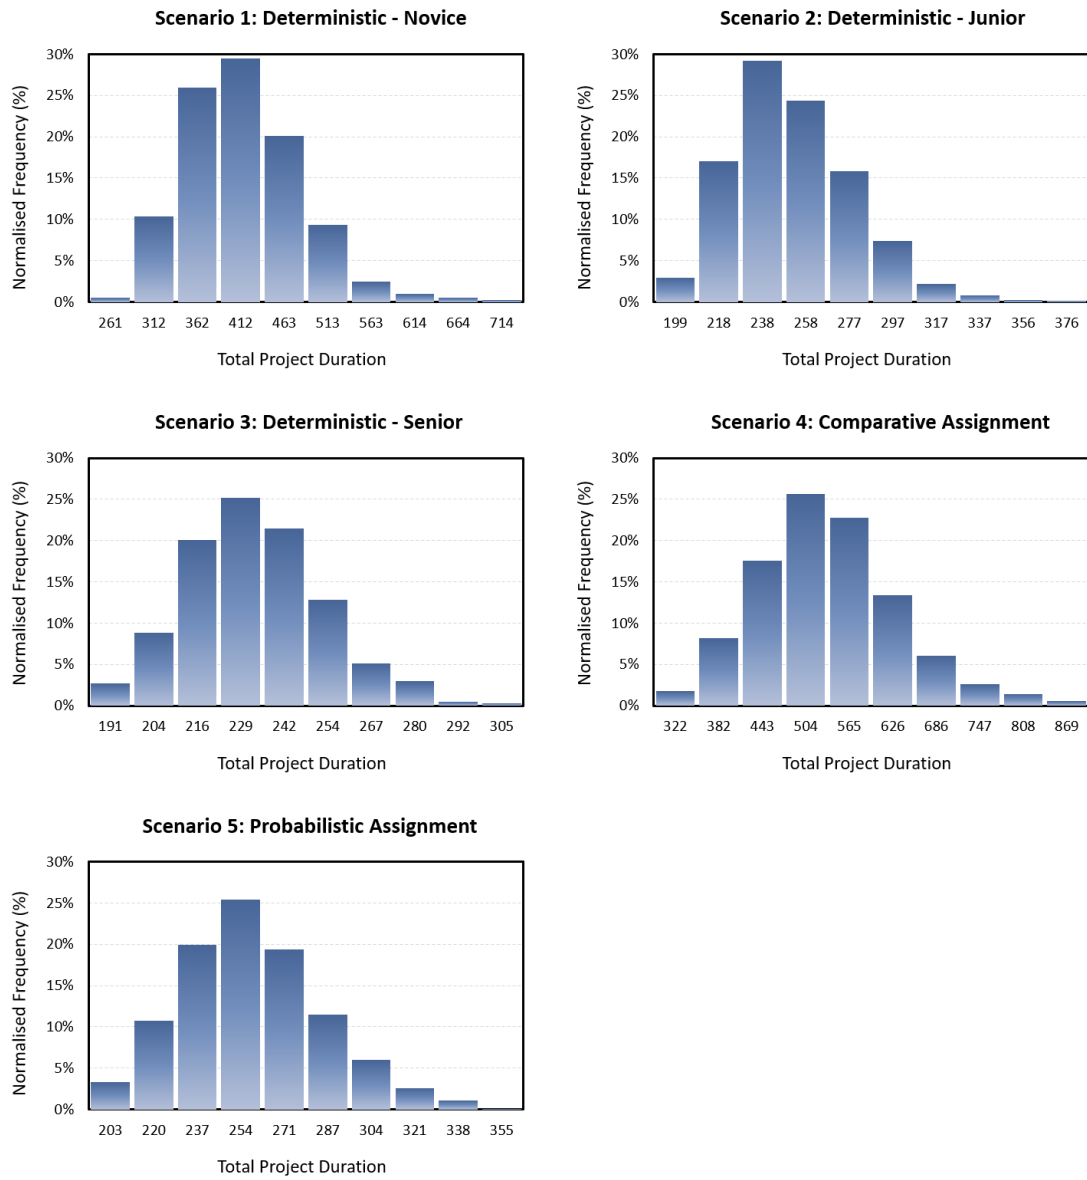 Scenario 1: Deterministic - Novice
Normalised Frequency (%)
30%
25%
20%
15%
10%
5%
0%
261 312 362 412 463 513 563 614 664 714
Total Project Duration
Scenario 2: Deterministic - Junior
Normalised Frequency (%)
30%
25%
20%
15%
10%
5%
0%
199 218 238 258 277 297 317 337 356 376
Total Project Duration
Scenario 3: Deterministic - Senior
Normalised Frequency (%)
30%
25%
20%
15%
10%
5%
0%
191 204 216 229 242 254 267 280 292 305
Total Project Duration
Scenario 4: Comparative Assignment
Normalised Frequency (%)
30%
25%
20%
15%
10%
5%
0%
322 382 443 504 565 626 686 747 808 869
Total Project Duration
Scenario 5: Probabilistic Assignment
Normalised Frequency (%)
30%
25%
20%
15%
10%
5%
0%
203 220 237 254 271 287 304 321 338 355
Total Project Duration